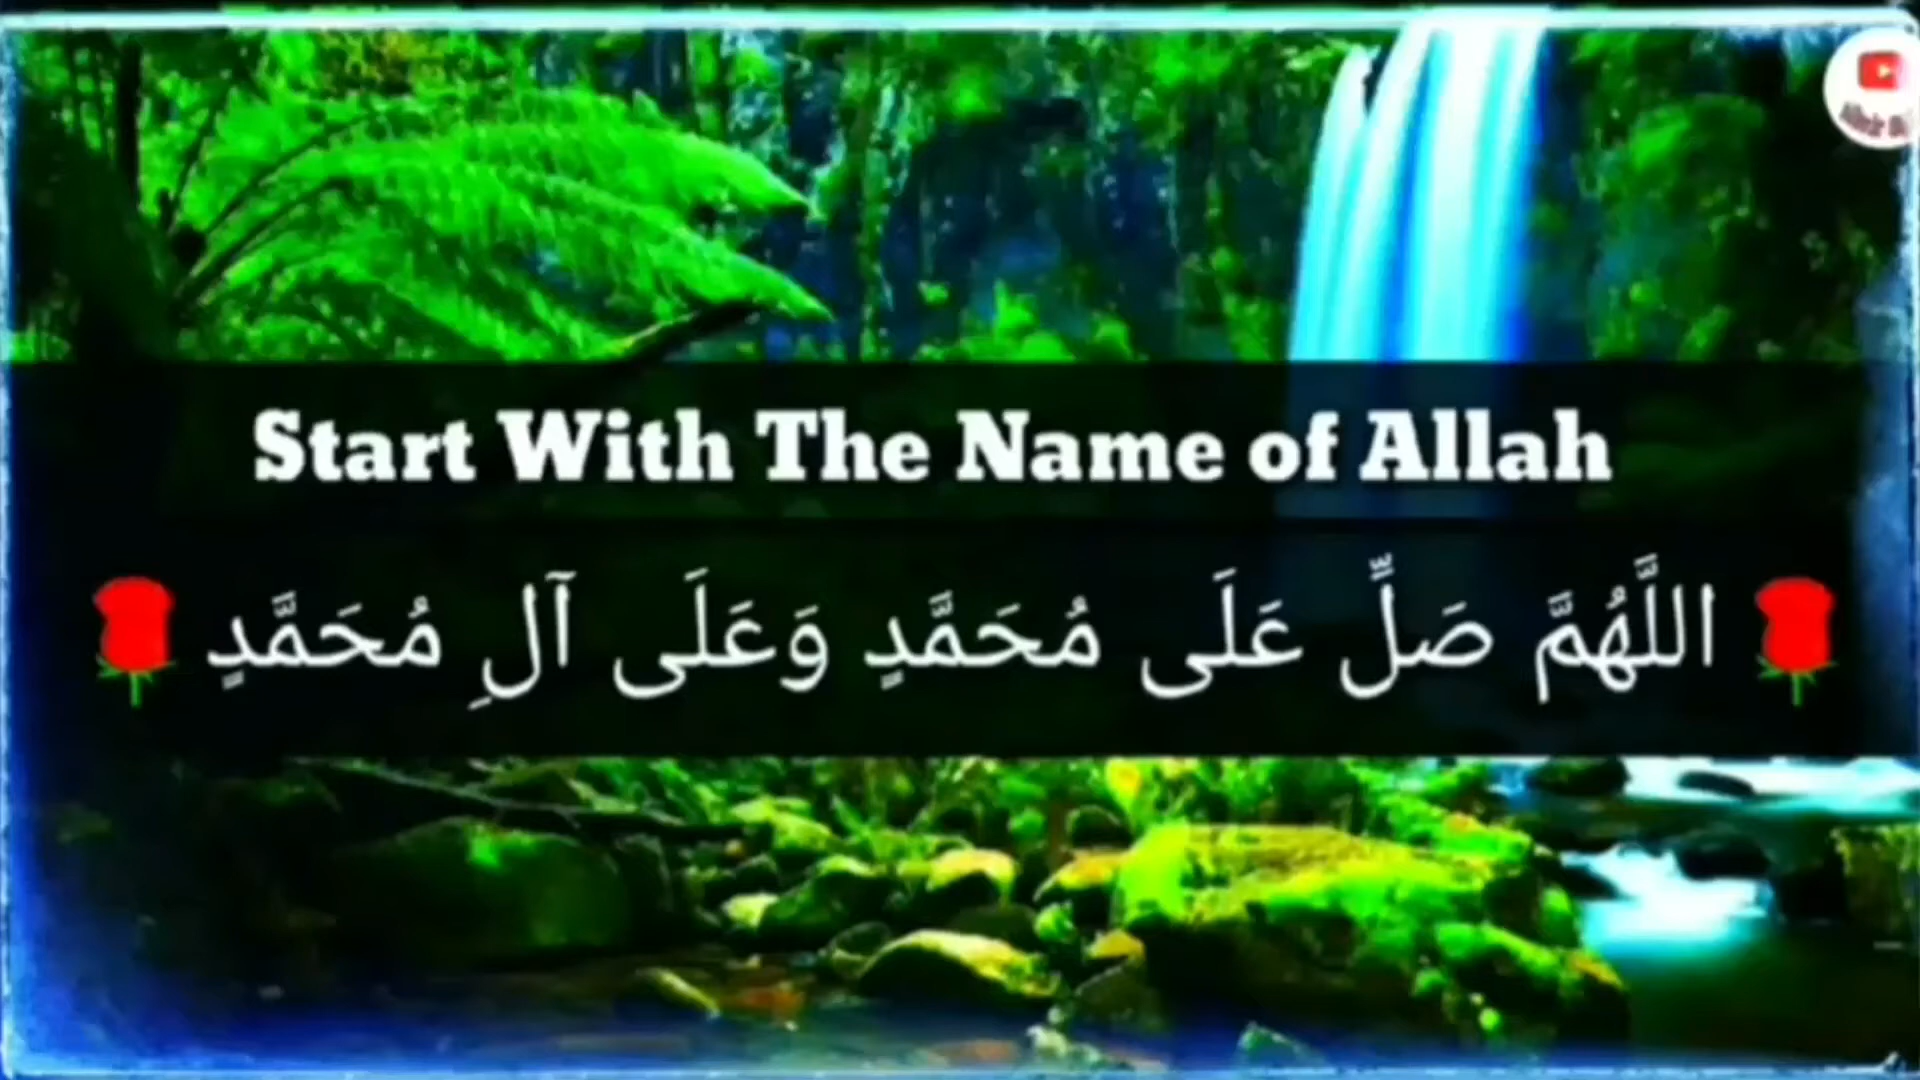 Start With The Name of Allah
اللَّهُمَّ صَلِّ عَلَى مُحَمَّدٍ وَعَلَى آلِ مُحَمَّدٍ